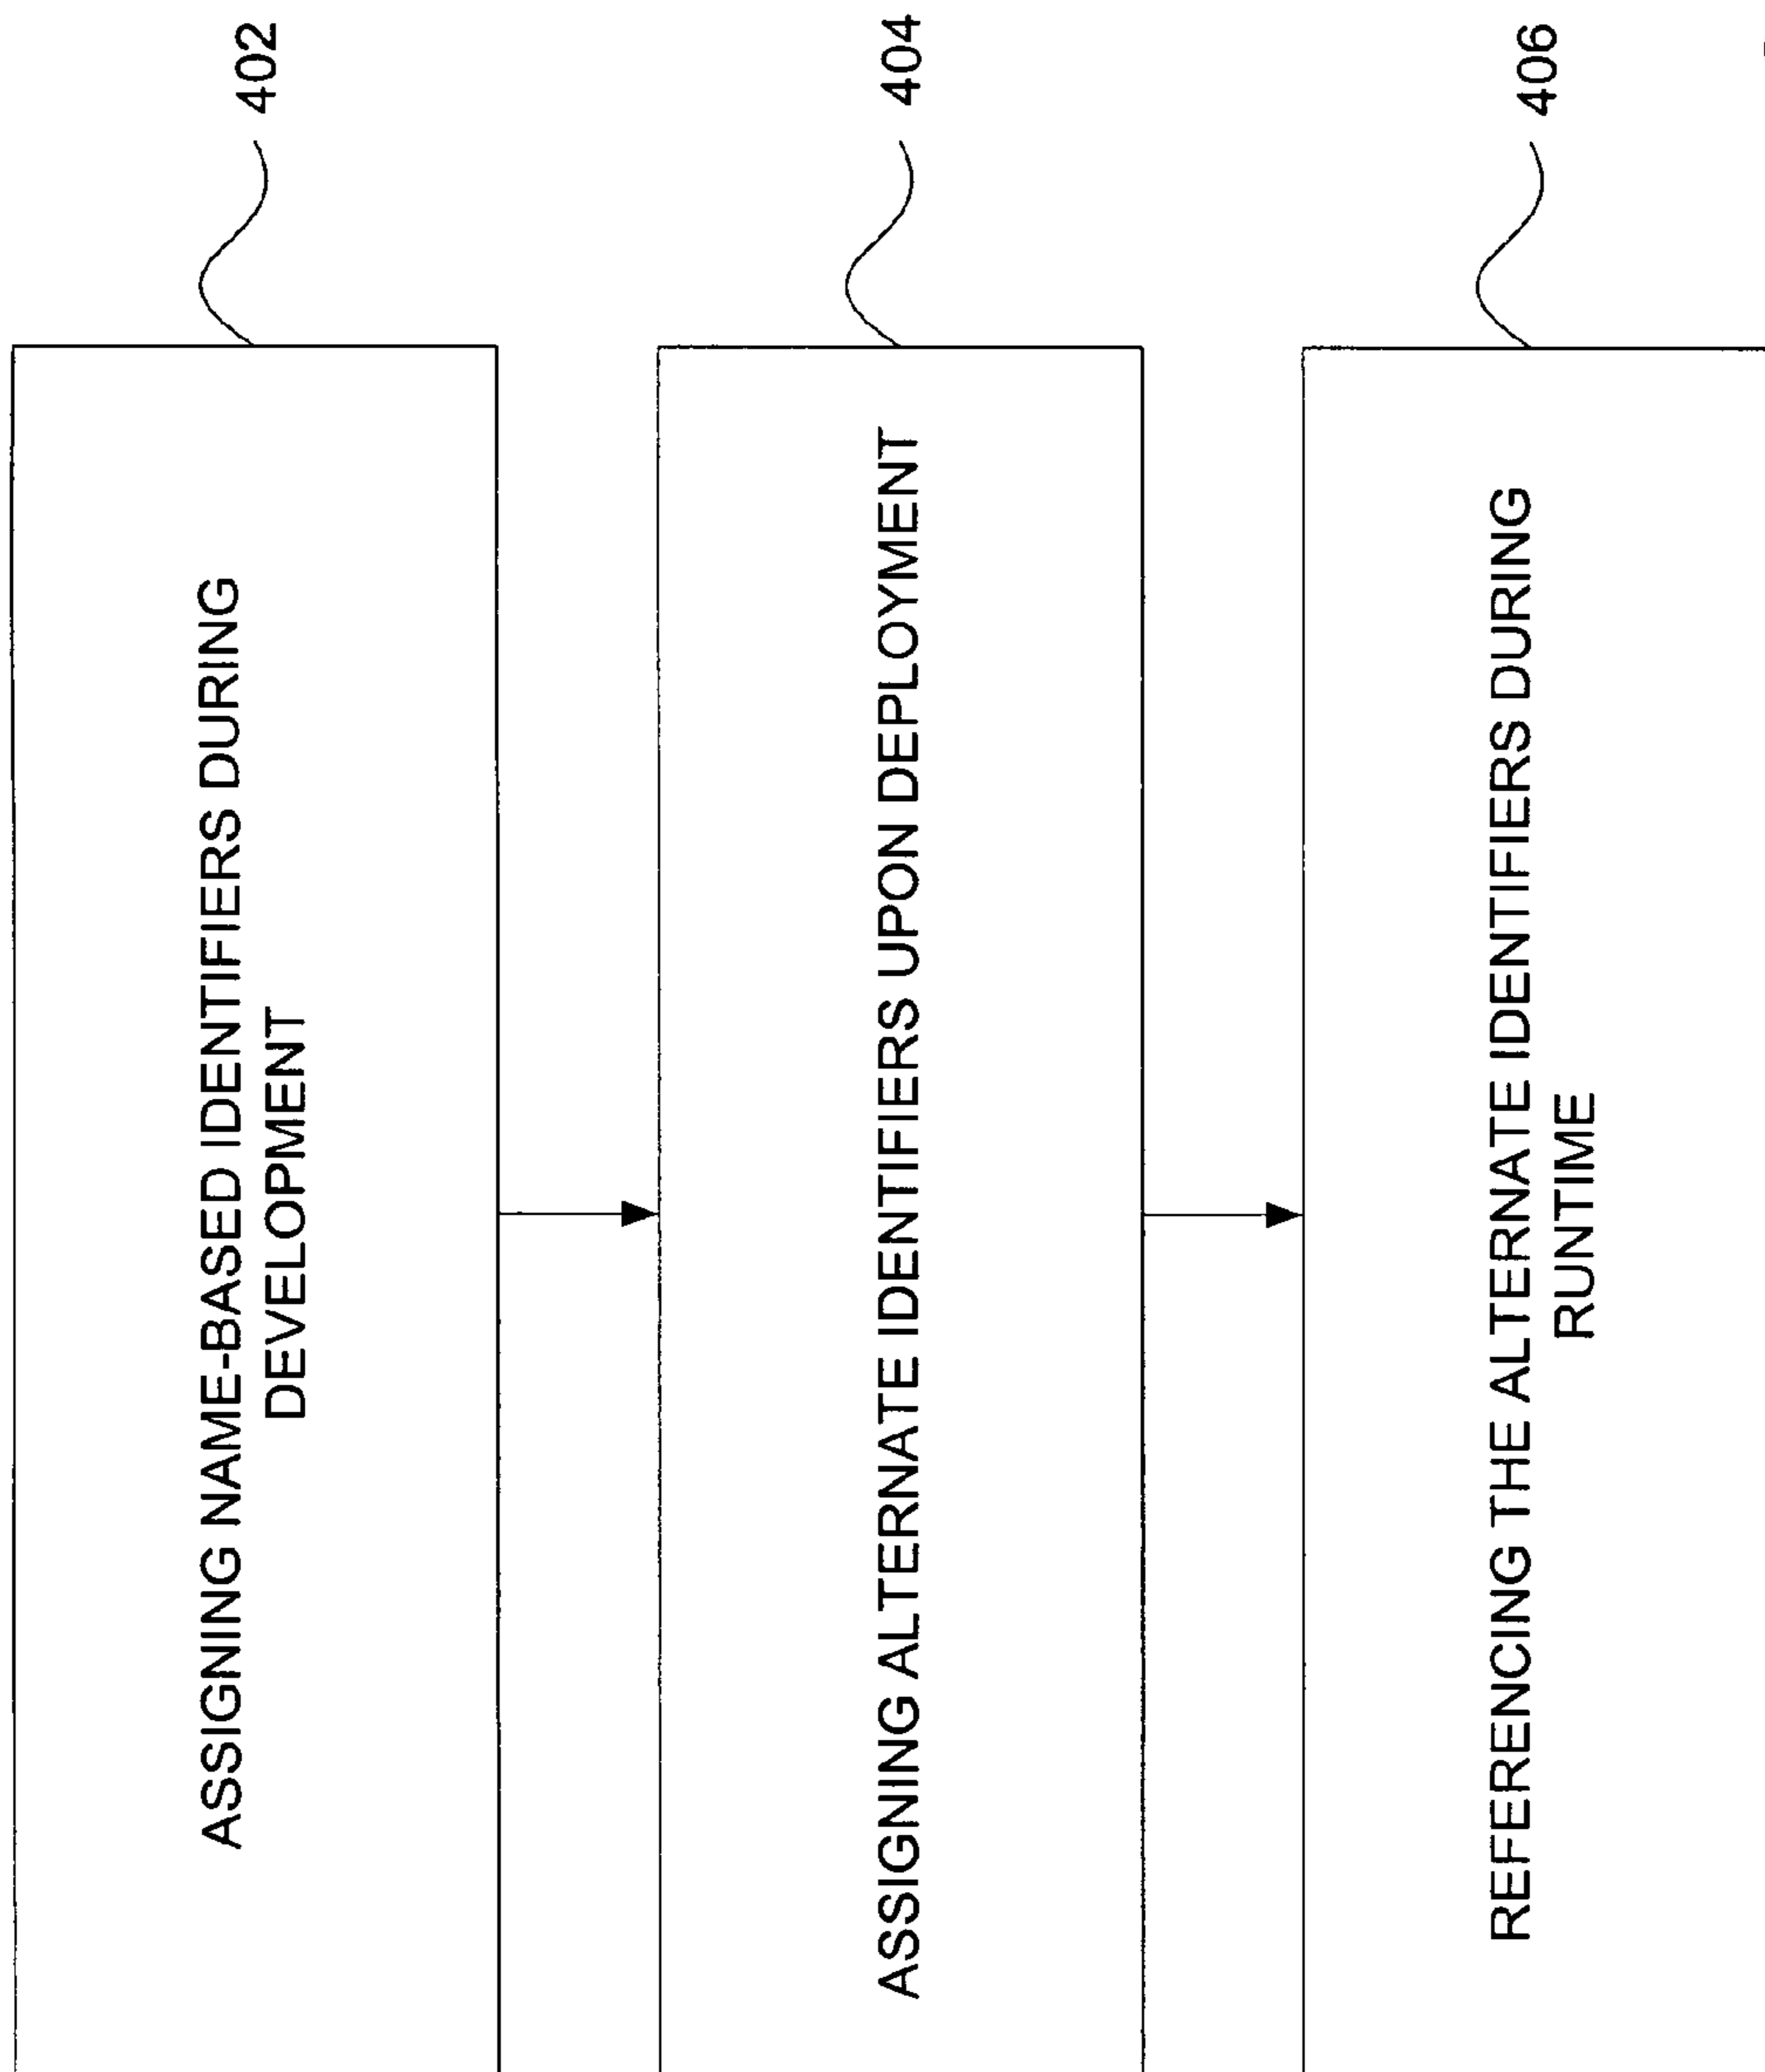 ASSIGNING NAME-BASED IDENTIFIERS DURING
DEVELOPMENT
402
ASSIGNING ALTERNATE IDENTIFIERS UPON DEPLOYMENT
404
REFERENCING THE ALTERNATE IDENTIFIERS DURING
RUNTIME
406